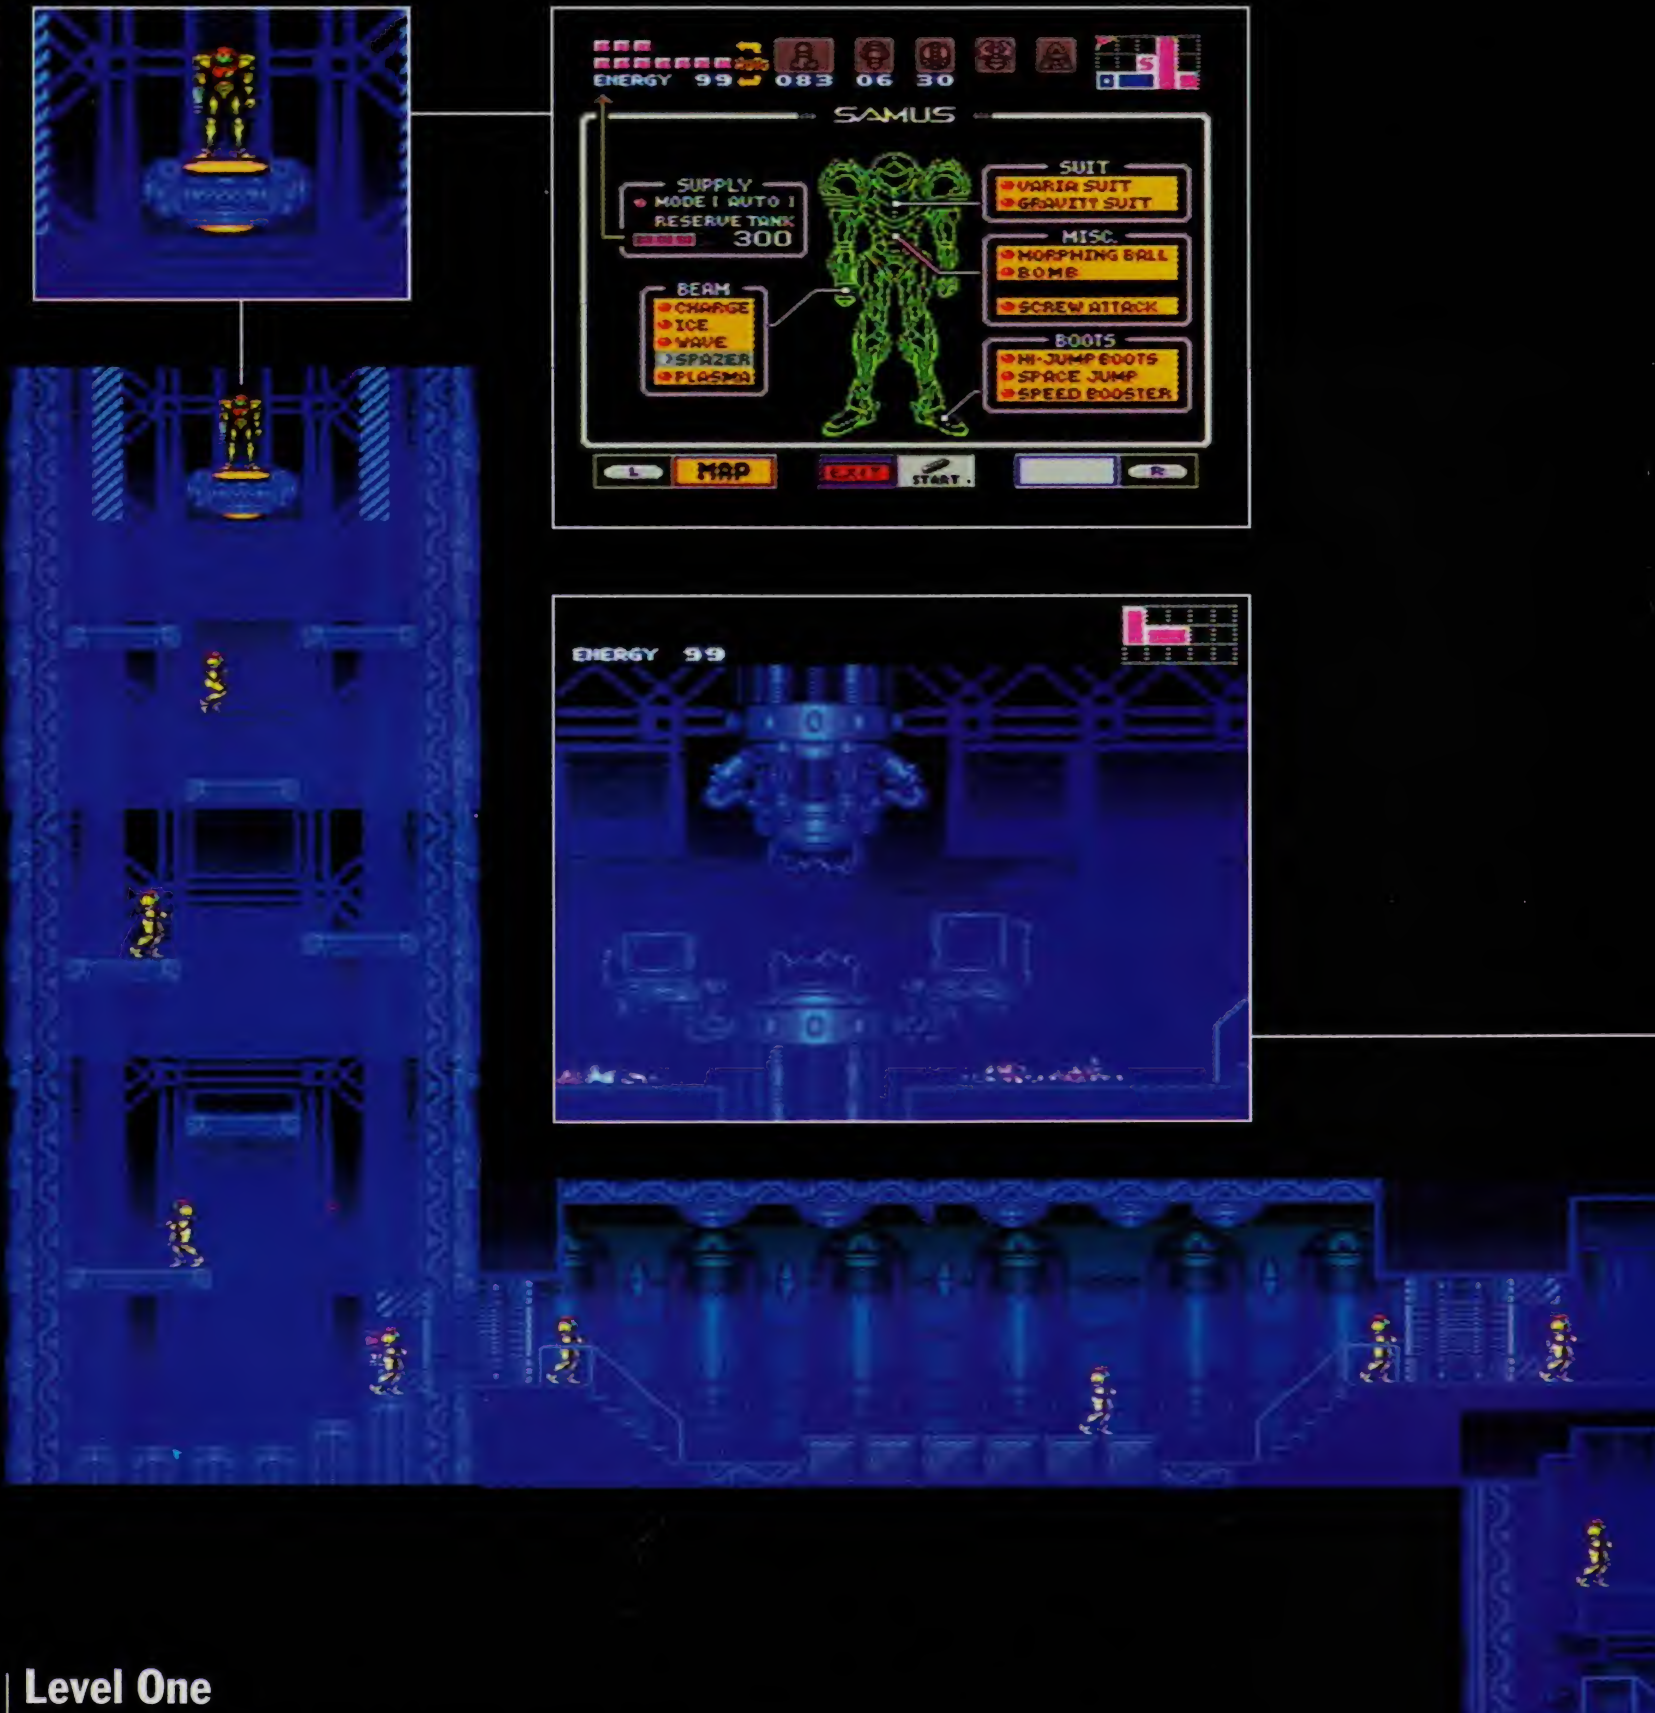 ENERGY 99 083 06 30
S
SAMUS
SUPPLY
MODE [ AUTO ]
RESERVE TANK
300
BEAM
CHARGE
ICE
WAVE
SPAZER
PLASMA
SUIT
VARIA SUIT
GRAVITY SUIT
MISC.
MORPHING BALL
BOMB
SCREW ATTACK
BOOTS
HI-JUMP BOOTS
SPACE JUMP
SPEED BOOSTER
L MAP EXIT START R
ENERGY 99
Level One